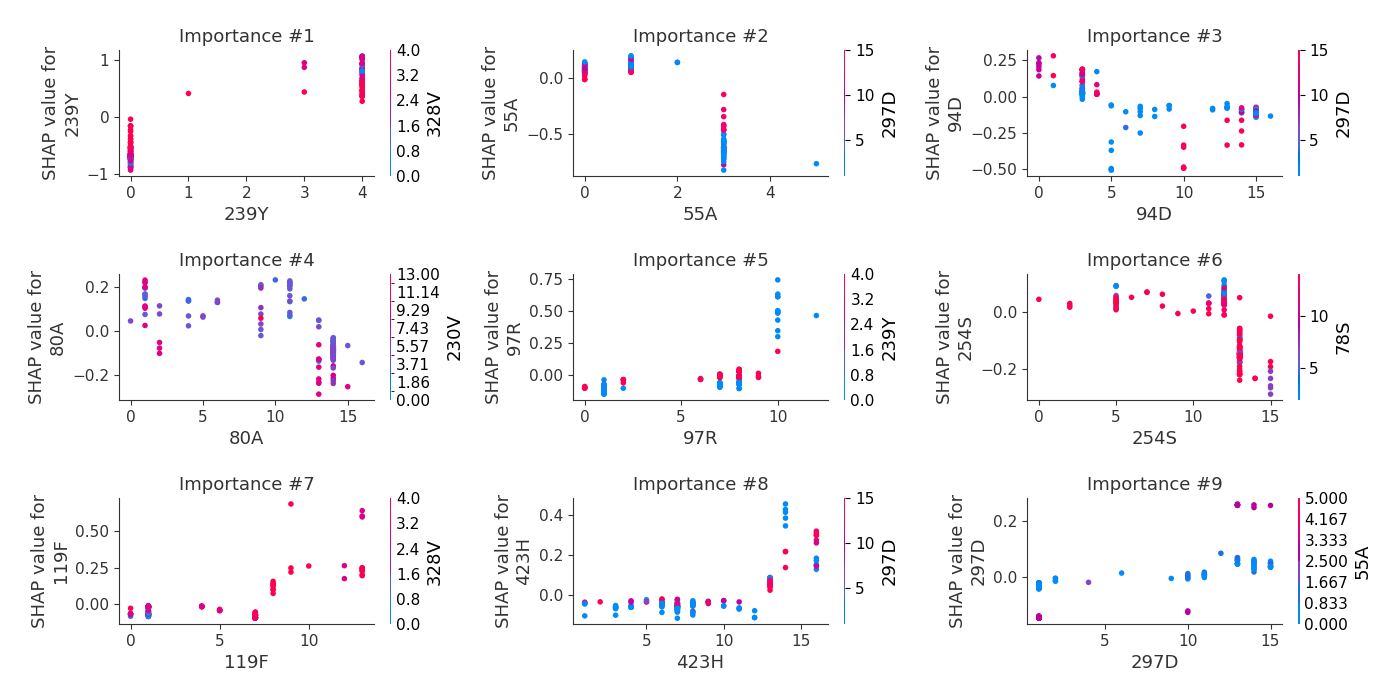 Importance #1
SHAP value for
239Y
1
0
−1
0
1
2
3
4
239Y
4.0
3.2
2.4
1.6
0.8
0.0
328V
Importance #2
SHAP value for
55A
0.0
−0.5
0
2
4
55A
15
10
5
297D
Importance #3
SHAP value for
94D
0.25
0.00
−0.25
−0.50
0
5
10
15
94D
15
10
5
297D
Importance #4
SHAP value for
80A
0.2
0.0
−0.2
0
5
10
15
80A
13.00
11.14
9.29
7.43
5.57
3.71
1.86
0.00
230V
Importance #5
SHAP value for
97R
0.75
0.50
0.25
0.00
0
5
10
97R
4.0
3.2
2.4
1.6
0.8
0.0
239Y
Importance #6
SHAP value for
254S
0.0
−0.2
0
5
10
15
254S
10
5
78S
Importance #7
SHAP value for
119F
0.50
0.25
0.00
0
5
10
119F
4.0
3.2
2.4
1.6
0.8
0.0
328V
Importance #8
SHAP value for
423H
0.4
0.2
0.0
5
10
15
423H
15
10
5
297D
Importance #9
SHAP value for
297D
0.2
0.0
5
10
15
297D
5.000
4.167
3.333
2.500
1.667
0.833
0.000
55A